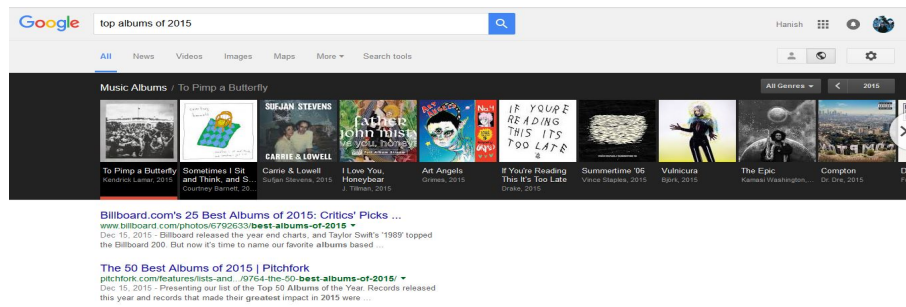 Google
top albums of 2015
Hanish
All News Videos Images Maps More Search tools
Music Albums / To Pimp a Butterfly
All Genres
2015
SUFJAN STEVENS
CARRIE & LOWELL
father
john misty
No.4
IF YOURE
READING
THIS ITS
TOO LATE
To Pimp a Butterfly
Kendrick Lamar, 2015
Sometimes I Sit
and Think, and S...
Courtney Barnett, 20...
Carrie & Lowell
Sufjan Stevens, 2015
I Love You,
Honeybear
J. Tillman, 2015
Art Angels
Grimes, 2015
If You're Reading
This It's Too Late
Drake, 2015
Summertime '06
Vince Staples, 2015
Vulnicura
Björk, 2015
The Epic
Kamasi Washington,...
Compton
Dr. Dre, 2015
Billboard.com's 25 Best Albums of 2015: Critics' Picks ...
www.billboard.com/photos/6792633/best-albums-of-2015
Dec 15, 2015 - Billboard released the year end charts, and Taylor Swift's '1989' topped
the Billboard 200. But now it's time to name our favorite albums based ...
The 50 Best Albums of 2015 | Pitchfork
pitchfork.com/features/lists-and.../9764-the-50-best-albums-of-2015/
Dec 15, 2015 - Presenting our list of the Top 50 Albums of the Year. Records released
this year and records that made their greatest impact in 2015 were ...